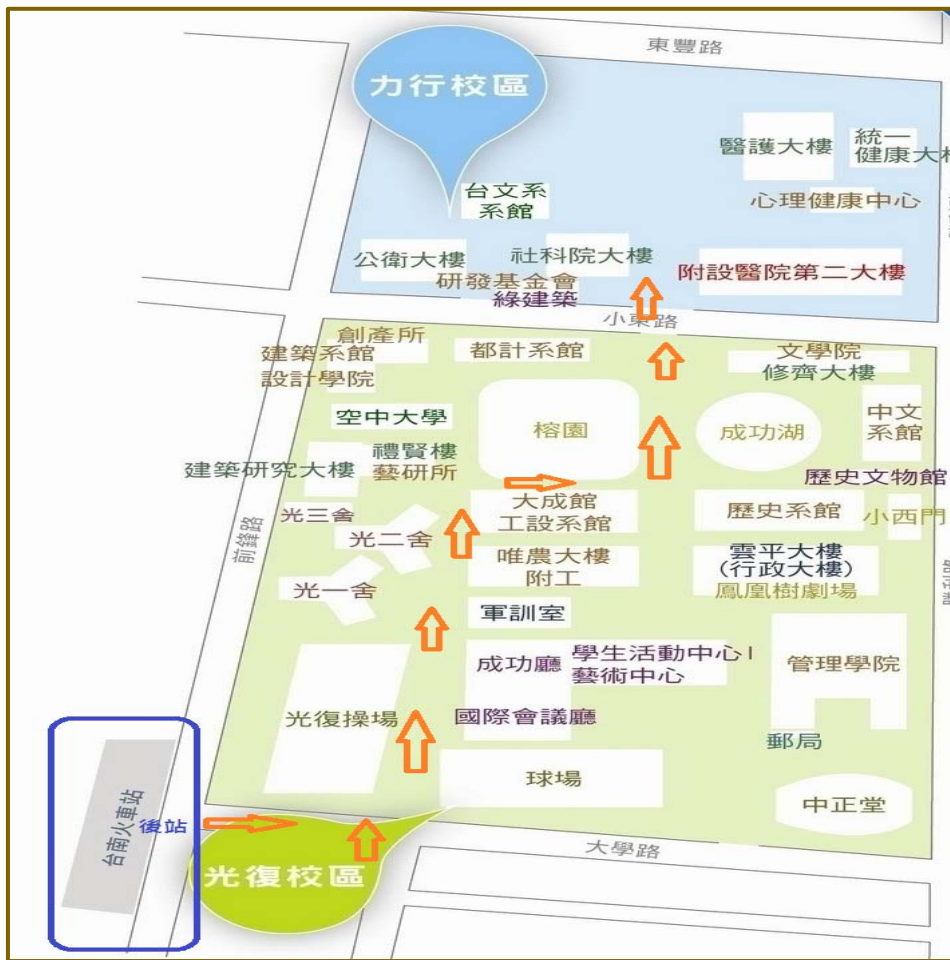 東豐路
力行校區
醫護大樓
統一
健康大
台文系
系館
心理健康中心
公衛大樓
社科院大樓
附設醫院第二大樓
研發基金會
綠建築
小東路
創產所
建築系館
設計學院
都計系館
文學院
修齊大樓
空中大學
榕園
成功湖
中文
系館
禮賢樓
藝研所
建築研究大樓
歷史文物館
大成館
工設系館
歷史系館
小西門
光三舍
光二舍
前鋒路
唯農大樓
附工
雲平大樓
(行政大樓)
鳳凰樹劇場
光一舍
軍訓室
成功廳
學生活動中心I
藝術中心
管理學院
光復操場
國際會議廳
郵局
球場
中正堂
台南火車站
後站
大學路
光復校區